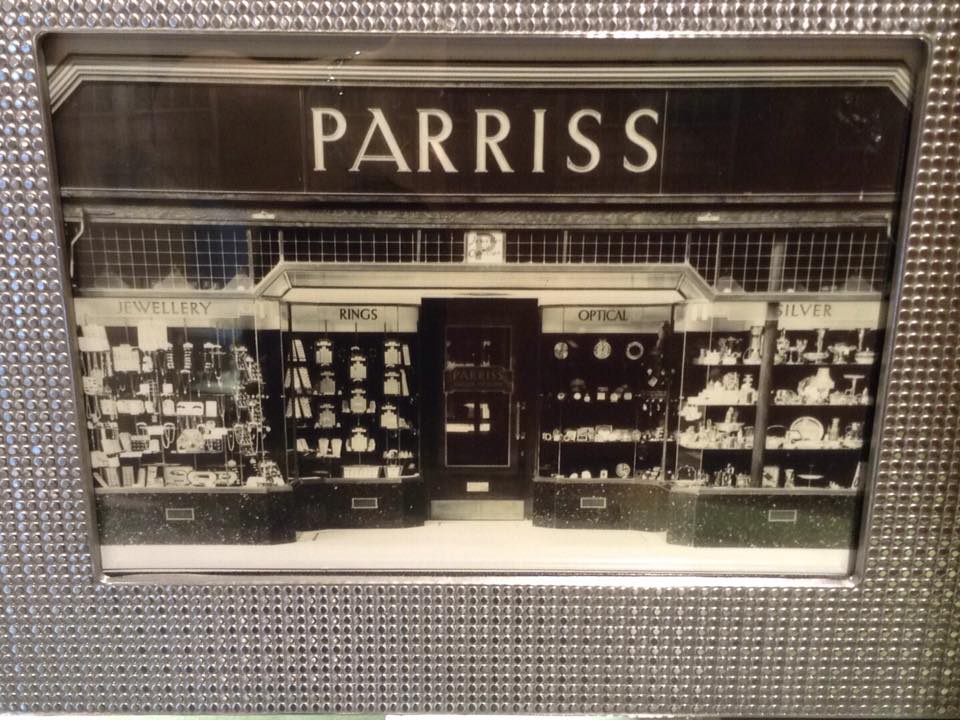 PARRISS
JEWELLERY
RINGS
OPTICAL
SILVER
PARRISS